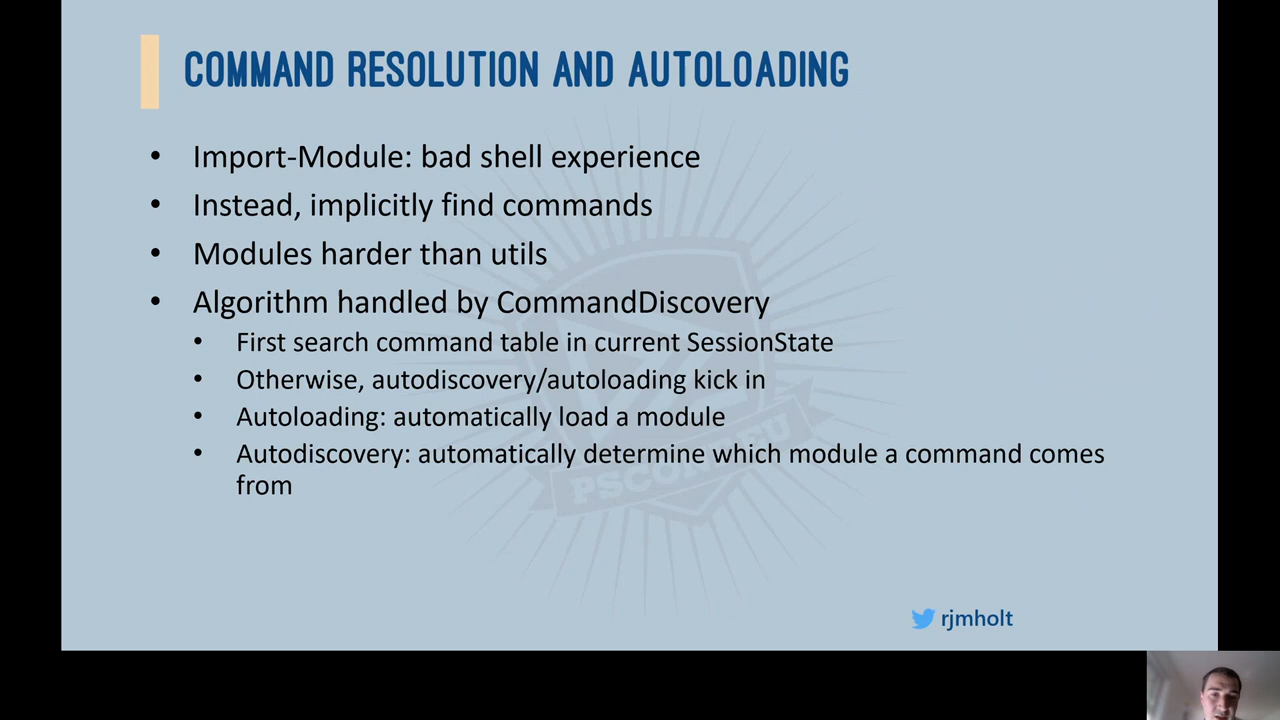 COMMAND RESOLUTION AND AUTOLOADING
• Import-Module: bad shell experience
• Instead, implicitly find commands
• Modules harder than utils
• Algorithm handled by CommandDiscovery
• First search command table in current SessionState
• Otherwise, autodiscovery/autoloading kick in
• Autoloading: automatically load a module
• Autodiscovery: automatically determine which module a command comes
from
PSCONFEU
rjmholt